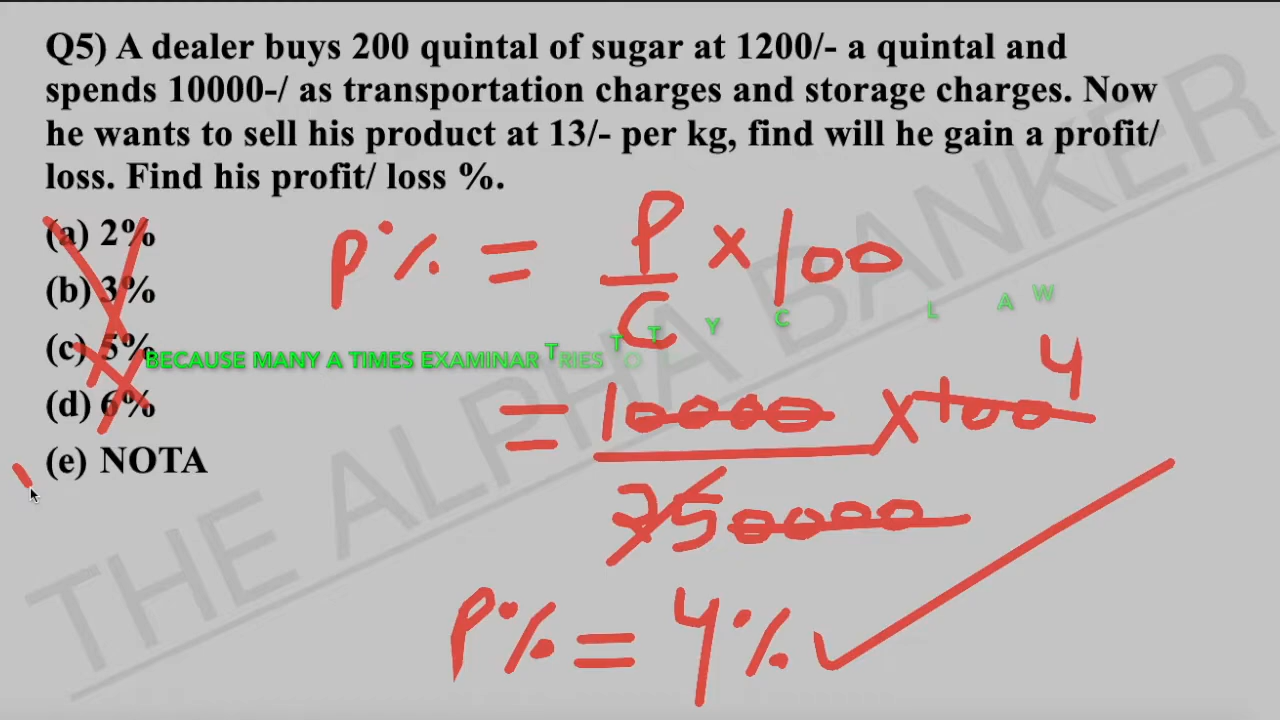 Q5) A dealer buys 200 quintal of sugar at 1200/- a quintal and
spends 10000-/ as transportation charges and storage charges. Now
he wants to sell his product at 13/- per kg, find will he gain a profit/
loss. Find his profit/ loss %.
(a) 2%
(b) 3%
(c) 5%
(d) 6%
(e) NOTA
P% = P/C × 100
BECAUSE MANY A TIMES EXAMINAR TRIES TO
T T Y C L A W
= 10000/250000 × 100 4
P% = 4%
THE ALPHA BANKER